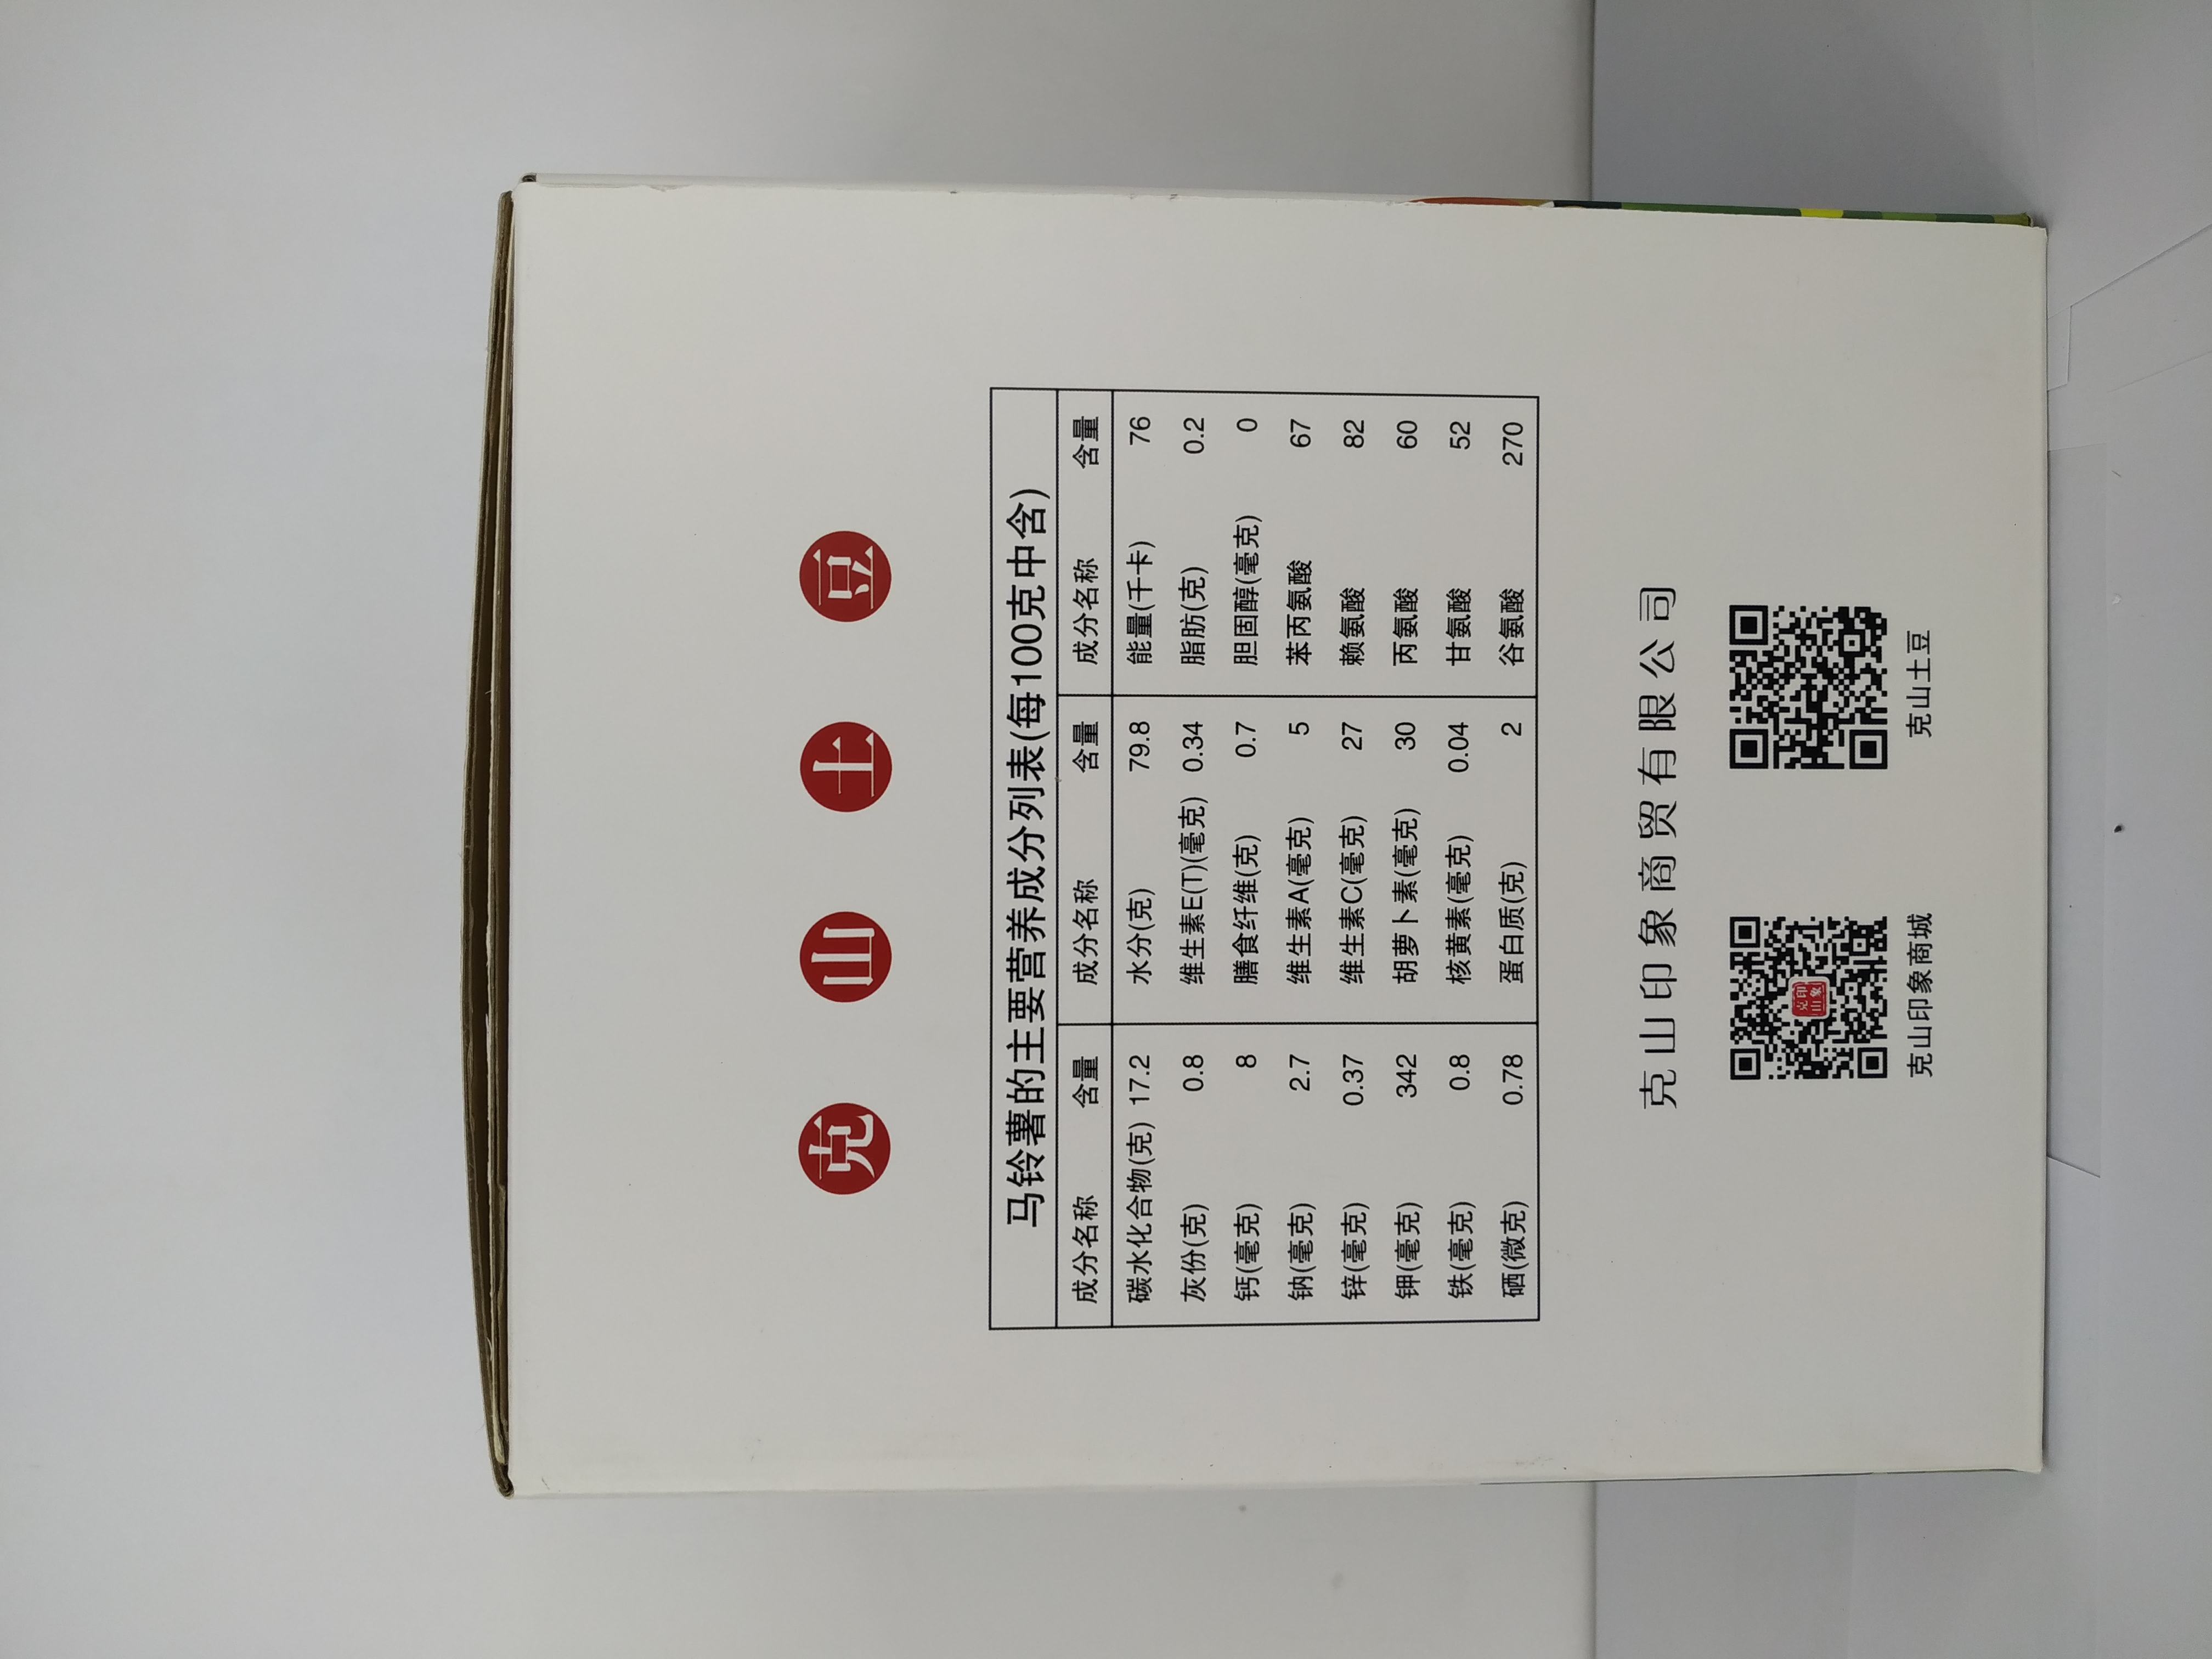 克山土豆
马铃薯的主要营养成分列表(每100克中含)
成分名称 含量 成分名称 含量 成分名称 含量
碳水化合物(克) 17.2 水分(克) 79.8 能量(千卡) 76
灰份(克) 0.8 维生素E(T)(毫克) 0.34 脂肪(克) 0.2
钙(毫克) 8 膳食纤维(克) 0.7 胆固醇(毫克) 0
钠(毫克) 2.7 维生素A(毫克) 5 苯丙氨酸 67
锌(毫克) 0.37 维生素C(毫克) 27 赖氨酸 82
钾(毫克) 342 胡萝卜素(毫克) 30 丙氨酸 60
铁(毫克) 0.8 核黄素(毫克) 0.04 甘氨酸 52
硒(微克) 0.78 蛋白质(克) 2 谷氨酸 270
克山印象商贸有限公司
克山印象
克山印象商城 克山土豆